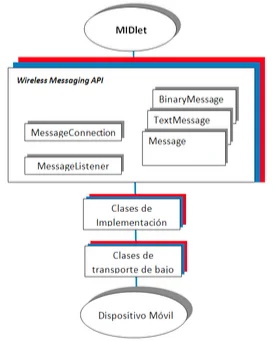 MIDlet
Wireless Messaging API
BinaryMessage
TextMessage
MessageConnection
Message
MessageListener
Clases de
Implementación
Clases de
transporte de bajo
Dispositivo Móvil